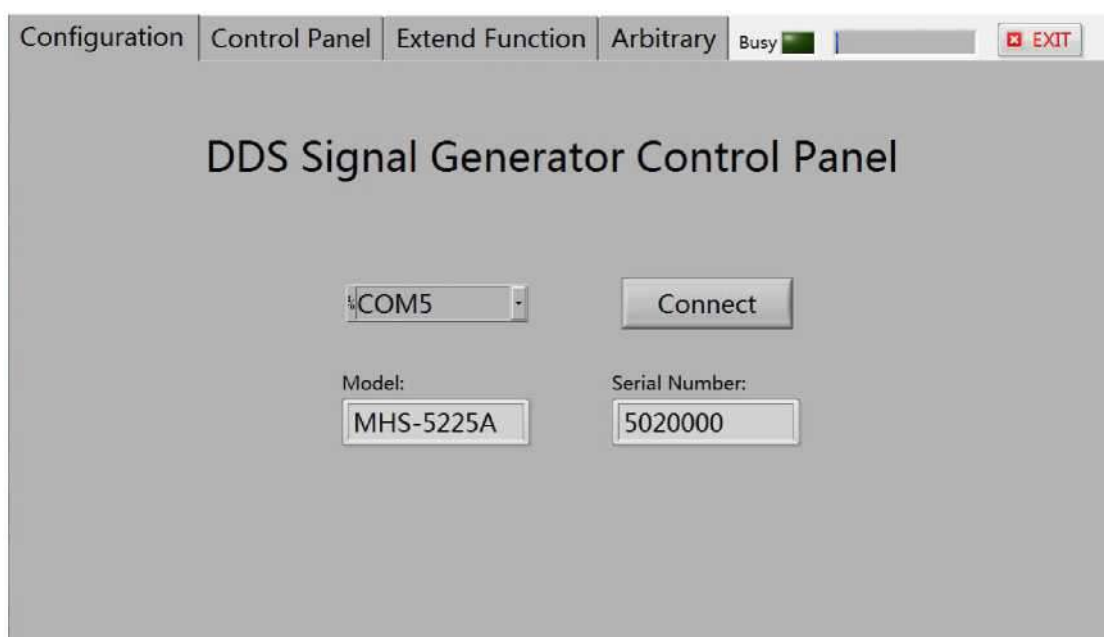 Configuration Control Panel Extend Function Arbitrary Busy EXIT
DDS Signal Generator Control Panel
COM5 Connect
Model: Serial Number:
MHS-5225A 5020000